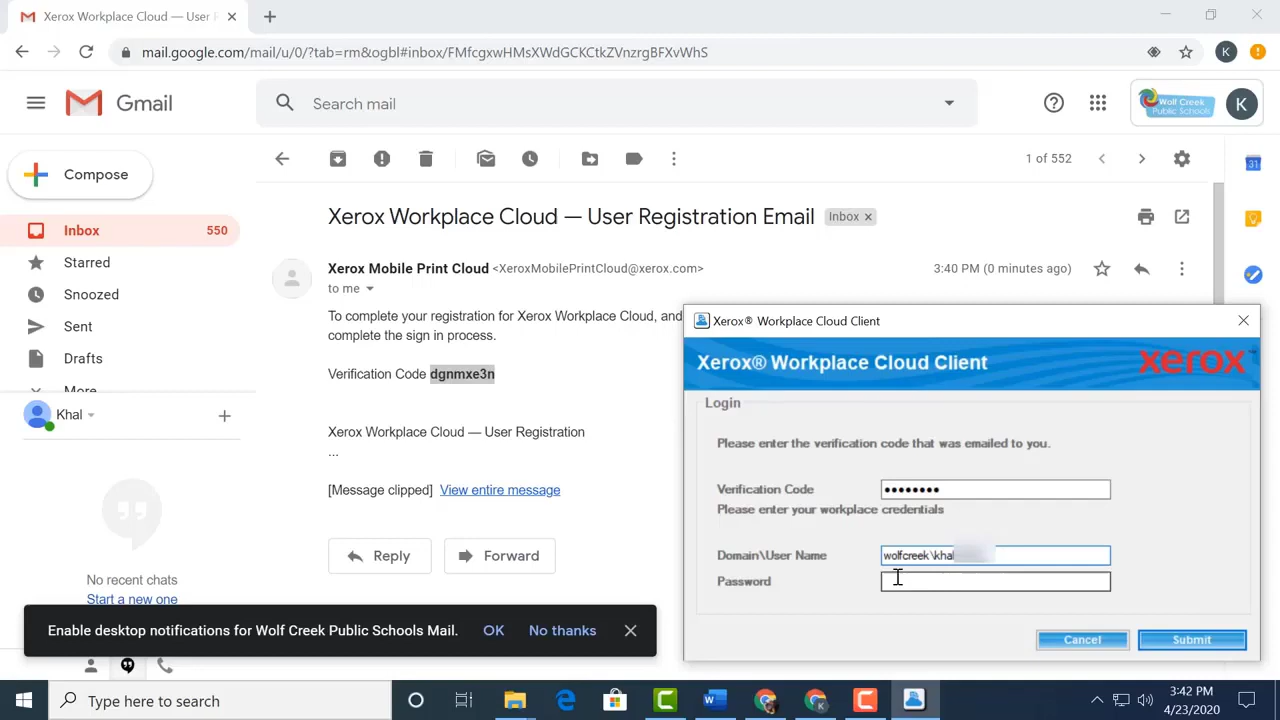 Xerox Workplace Cloud — User R
mail.google.com/mail/u/0/?tab=rm&ogbl#inbox/FMfcgxwHMsXWdGCKCtkZVnzrgBFXvWhS
K
Gmail
Search mail
Wolf Creek
Public Schools
K
Compose
1 of 552
31
Inbox 550
Starred
Snoozed
Sent
Drafts
More
Khal
No recent chats
Start a new one
Xerox Workplace Cloud — User Registration Email Inbox ×
Xerox Mobile Print Cloud <XeroxMobilePrintCloud@xerox.com> 3:40 PM (0 minutes ago)
to me
To complete your registration for Xerox Workplace Cloud, and
complete the sign in process.
Verification Code dgnmxe3n
Xerox Workplace Cloud — User Registration
...
[Message clipped] View entire message
Reply Forward
Xerox® Workplace Cloud Client
Xerox® Workplace Cloud Client xerox™
Login
Please enter the verification code that was emailed to you.
Verification Code ●●●●●●●●
Please enter your workplace credentials
Domain\User Name wolfcreek\khal
Password
Cancel Submit
Enable desktop notifications for Wolf Creek Public Schools Mail. OK No thanks
Type here to search
3:42 PM
4/23/2020